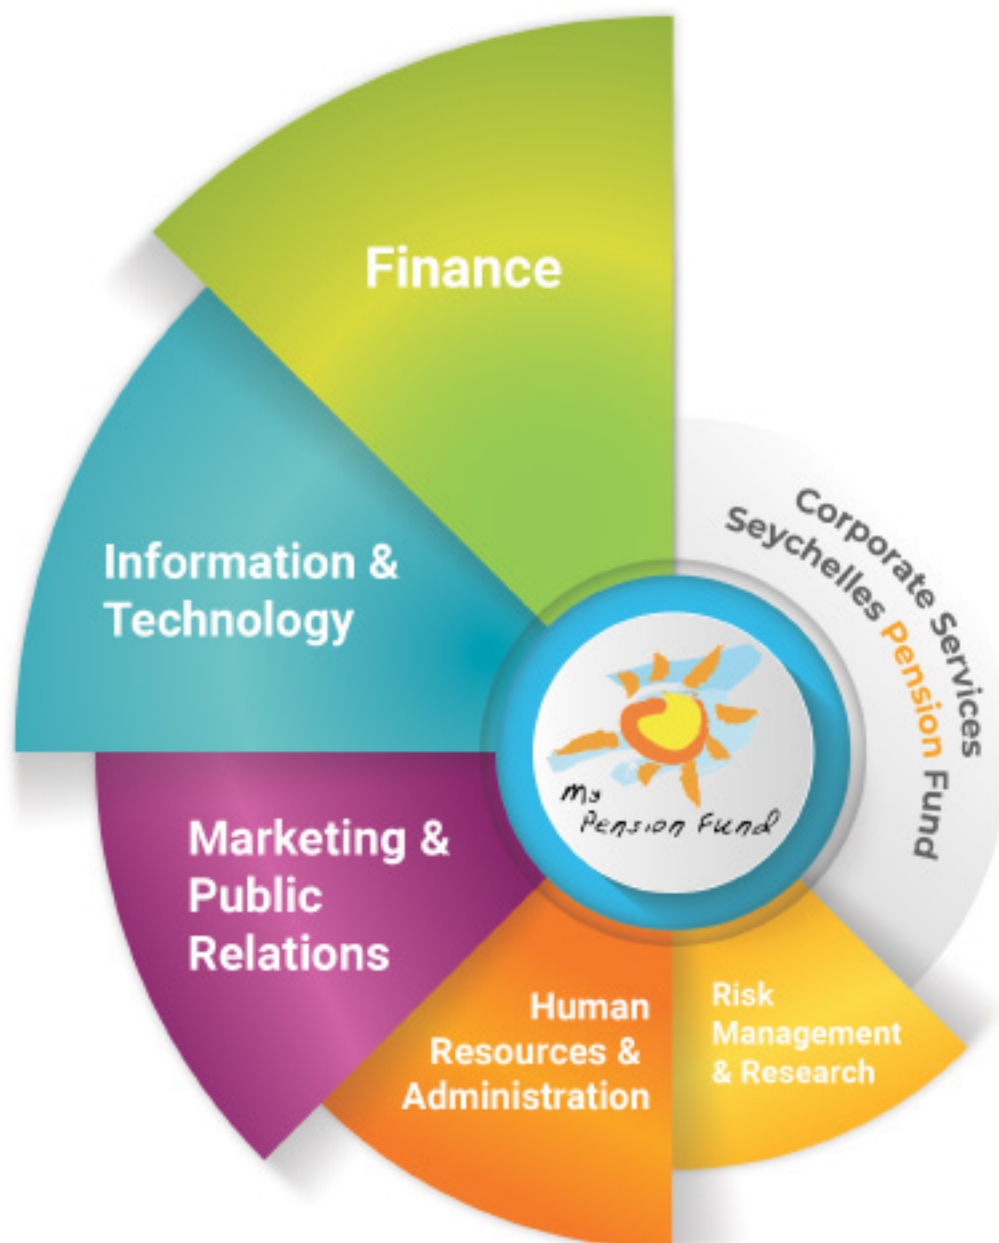 Finance
Information &
Technology
Corporate Services
Seychelles Pension Fund
My
Pension Fund
Marketing &
Public
Relations
Human
Resources &
Administration
Risk
Management
& Research